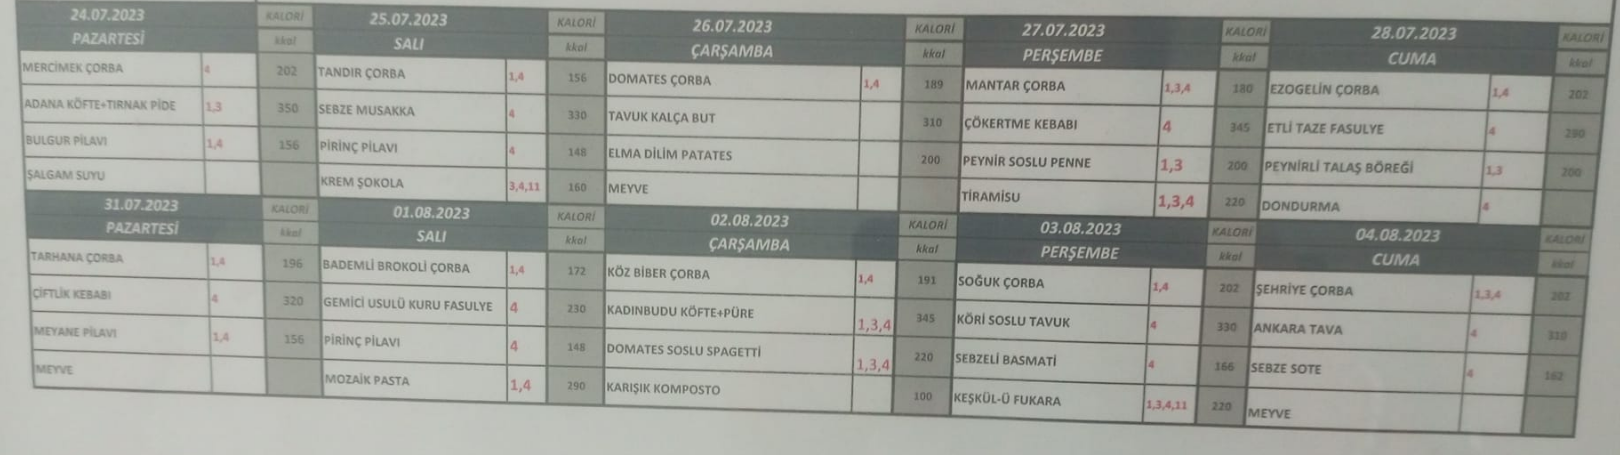 24.07.2023 KALORİ 25.07.2023 KALORİ 26.07.2023 KALORİ 27.07.2023 KALORİ 28.07.2023 KALORİ
PAZARTESİ kkal SALI kkal ÇARŞAMBA kkal PERŞEMBE kkal CUMA kkal
MERCİMEK ÇORBA 4 202 TANDIR ÇORBA 1,4 156 DOMATES ÇORBA 1,4 189 MANTAR ÇORBA 1,3,4 180 EZOGELİN ÇORBA 1,4 202
ADANA KÖFTE+TIRNAK PİDE 1,3 350 SEBZE MUSAKKA 4 330 TAVUK KALÇA BUT 310 ÇÖKERTME KEBABI 4 345 ETLİ TAZE FASULYE 4
BULGUR PİLAVI 1,4 156 PİRİNÇ PİLAVI 4 148 ELMA DİLİM PATATES 200 PEYNİR SOSLU PENNE 1,3 200 PEYNİRLİ TALAŞ BÖREĞİ 1,3 200
ŞALGAM SUYU KREM ŞOKOLA 3,4,11 160 MEYVE TİRAMİSU 1,3,4 220 DONDURMA 4
31.07.2023 KALORİ 01.08.2023 KALORİ 02.08.2023 KALORİ 03.08.2023 KALORİ 04.08.2023 KALORİ
PAZARTESİ kkal SALI kkal ÇARŞAMBA kkal PERŞEMBE kkal CUMA kkal
TARHANA ÇORBA 1,4 196 BADEMLİ BROKOLİ ÇORBA 1,4 172 KÖZ BİBER ÇORBA 1,4 191 SOĞUK ÇORBA 1,4 202 ŞEHRİYE ÇORBA 1,3,4 202
ÇİFTLİK KEBABI 4 320 GEMİCİ USULÜ KURU FASULYE 4 230 KADINBUDU KÖFTE+PÜRE 1,3,4 345 KÖRİ SOSLU TAVUK 4 330 ANKARA TAVA 4 310
MEYANE PİLAVI 1,4 156 PİRİNÇ PİLAVI 4 148 DOMATES SOSLU SPAGETTİ 1,3,4 220 SEBZELİ BASMATİ 4 166 SEBZE SOTE 4 162
MEYVE MOZAİK PASTA 1,4 290 KARIŞIK KOMPOSTO 100 KEŞKÜL-Ü FUKARA 1,3,4,11 220 MEYVE